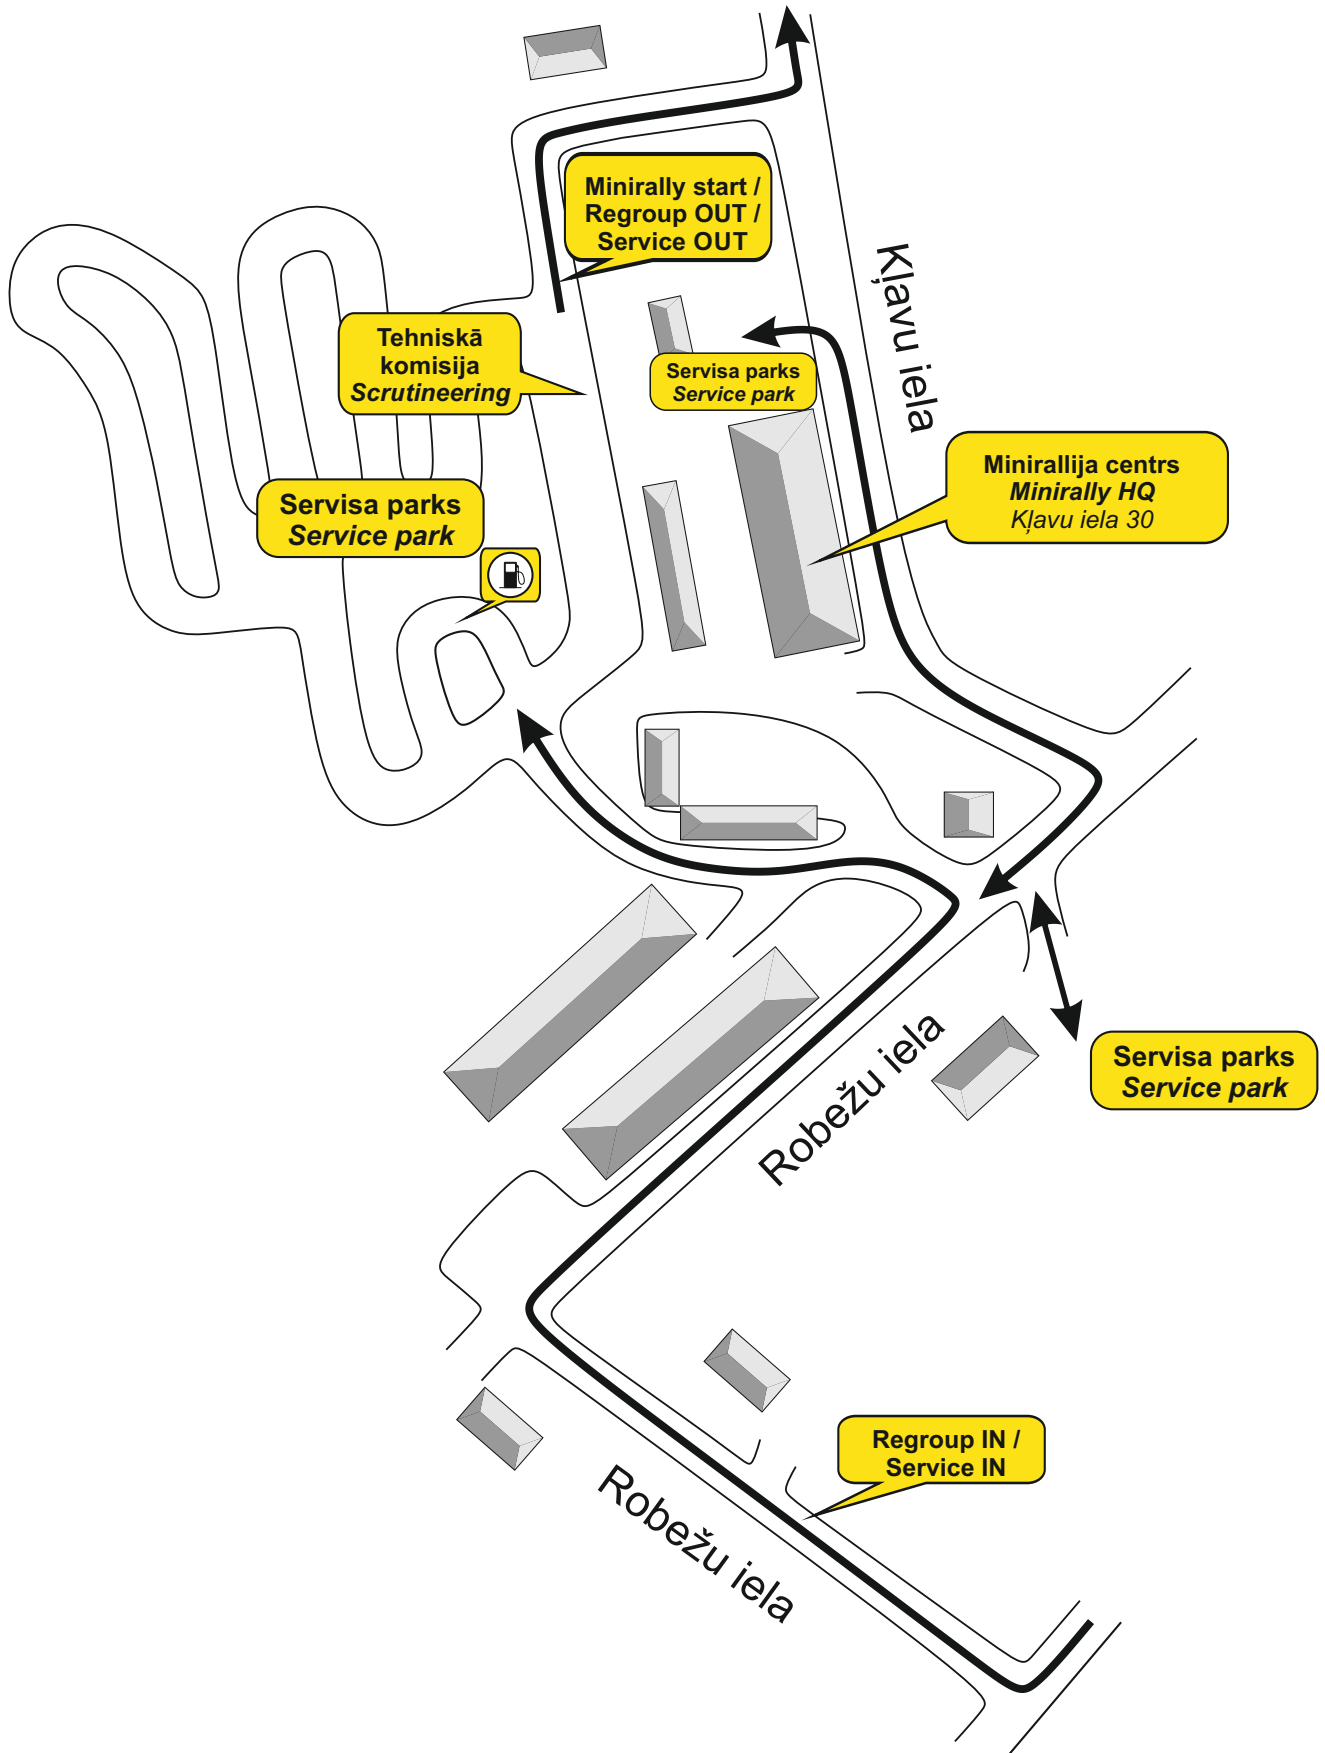 Minirally start /
Regroup OUT /
Service OUT
Kļavu iela
Tehniskā
komisija
Scrutineering
Servisa parks
Service park
Minirallija centrs
Minirally HQ
Kļavu iela 30
Servisa parks
Service park
Robežu iela
Servisa parks
Service park
Regroup IN /
Service IN
Robežu iela